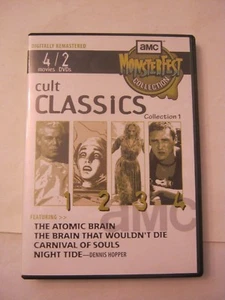 DIGITALLY REMASTERED
4/2
movies DVDs
amc
MONSTERFEST
COLLECTION
cult
CLASSICS
Collection 1
1 2 3 4
amc
FEATURING >>
THE ATOMIC BRAIN
THE BRAIN THAT WOULDN'T DIE
CARNIVAL OF SOULS
NIGHT TIDE—DENNIS HOPPER